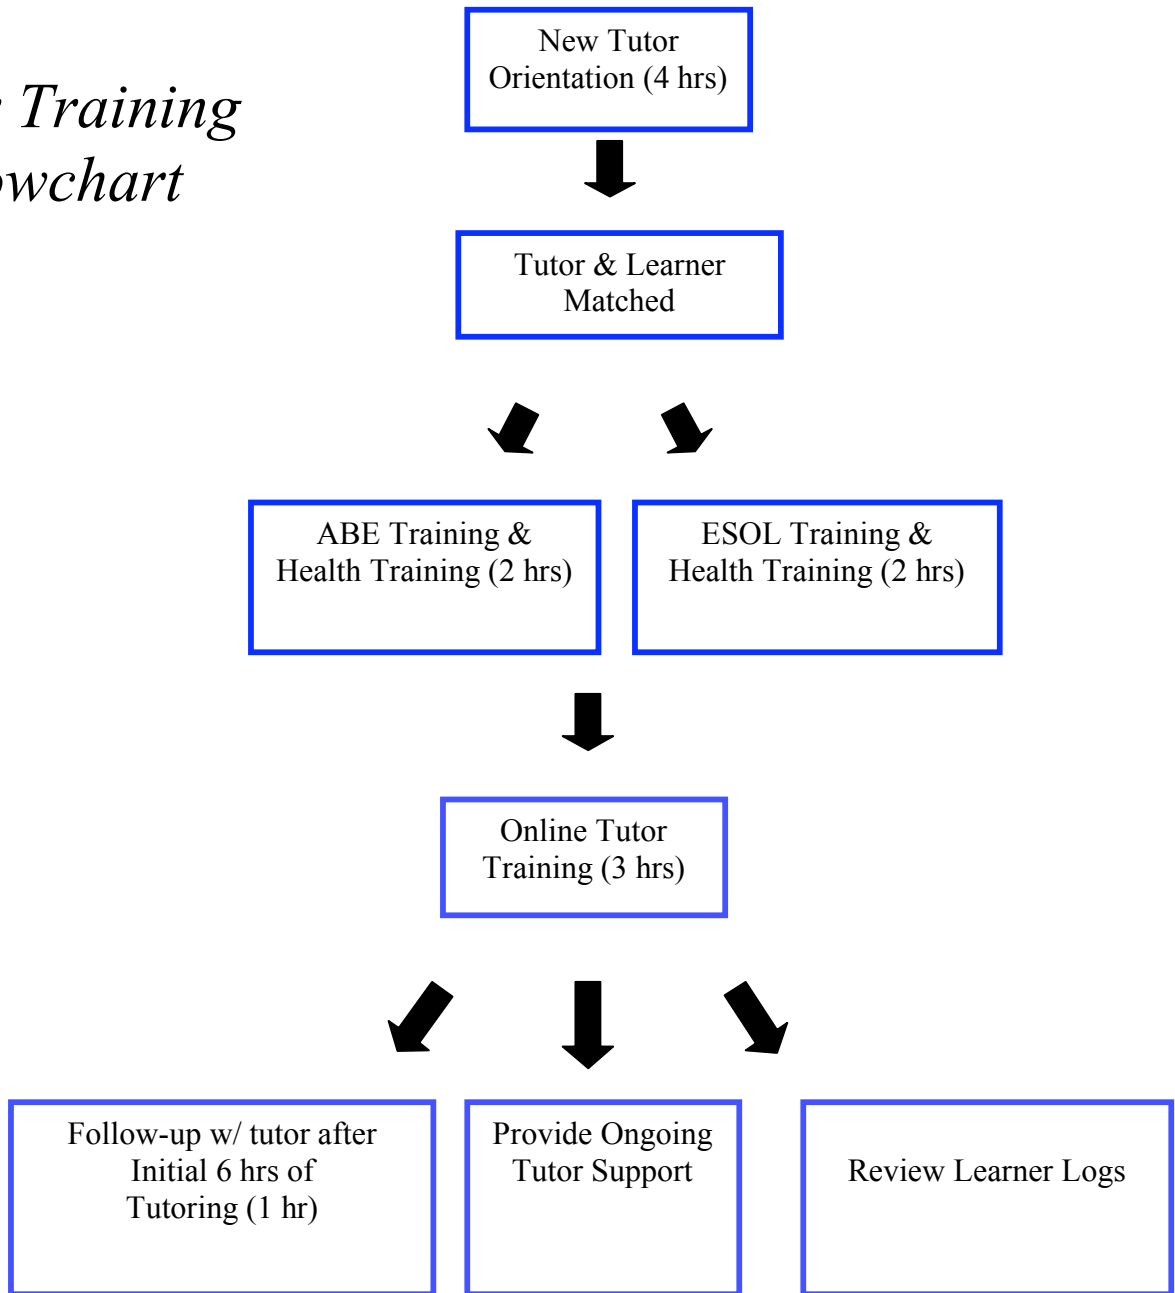 New Tutor
Orientation (4 hrs)
Training
Tutor & Learner
Matched
ABE Training &
Health Training (2 hrs)
ESOL Training &
Health Training (2 hrs)
Online Tutor
Training (3 hrs)
Follow-up w/ tutor after
Initial 6 hrs of
Tutoring (1 hr)
Provide Ongoing
Tutor Support
Review Learner Logs